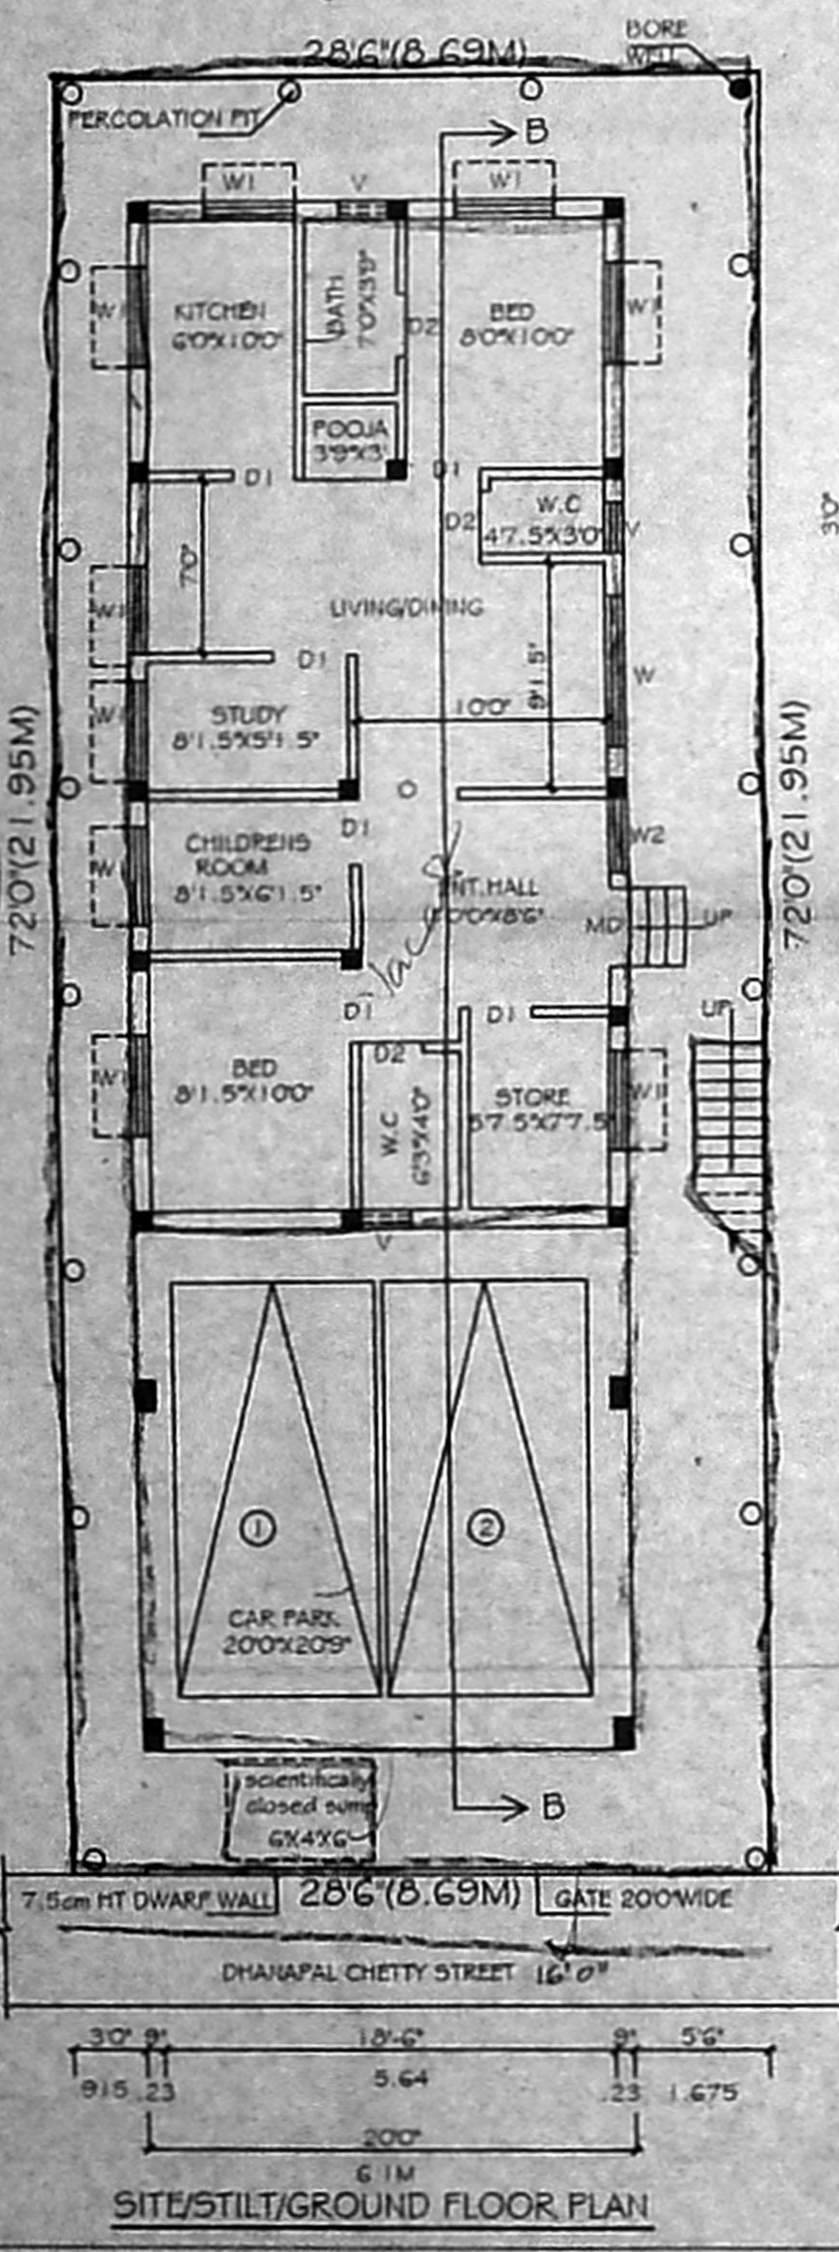 BORE
WELL
28'6"(8.69M)
PERCOLATION PIT
B
W1
V
W1
W1
KITCHEN
6'0"X10'0"
BATH
7'0"X3'9"
D2
BED
8'0"X10'0"
W1
POOJA
3'9"X3'
D1
D1
W.C
4'7.5"X3'0"
D2
V
3'0"
7'0"
W1
LIVING/DINING
D1
9'1.5"
W
W1
STUDY
8'1.5"X5'1.5"
10'0"
72'0"(21.95M)
72'0"(21.95M)
O
D1
W2
CHILDRENS
ROOM
8'1.5"X6'1.5"
W1
ENT.HALL
10'0"X8'6"
MD
UP
D1
D1
UP
D2
W1
BED
8'1.5"X10'0"
W.C
6'3"X4'0"
STORE
5'7.5"X7'7.5"
W1
V
1
2
CAR PARK
20'0"X20'9"
scientifically
closed sump
6'X4'X6'
B
7.5cm HT DWARF WALL
28'6"(8.69M)
GATE 20'0"WIDE
DHANAPAL CHETTY STREET 16'0"
3'0" 9" 18'-6" 9" 5'6"
915 .23 5.64 .23 1.675
20'0"
6.1M
SITE/STILT/GROUND FLOOR PLAN